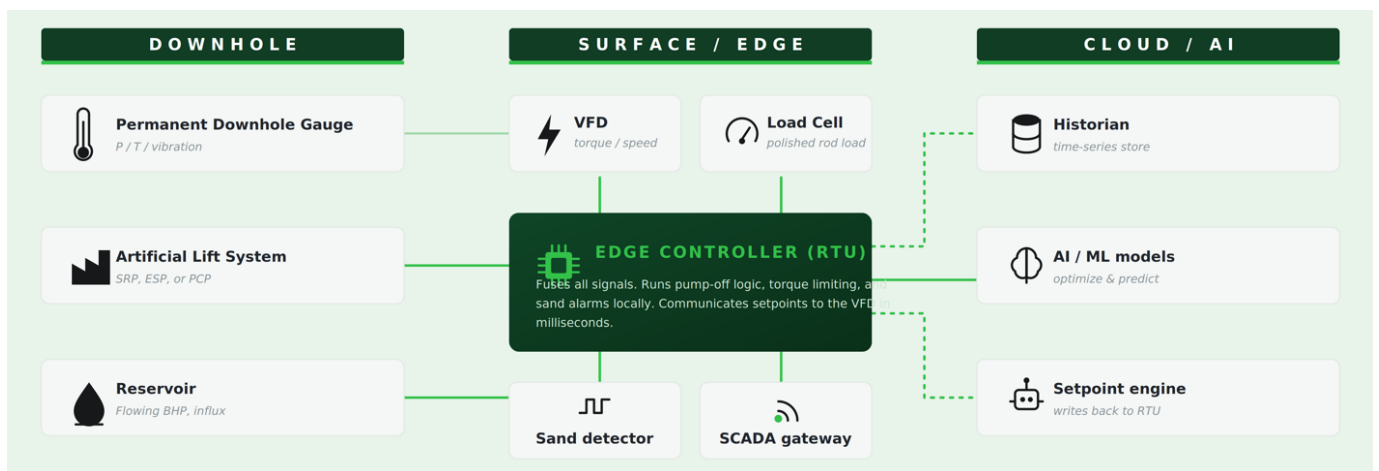 DOWNHOLE
SURFACE / EDGE
CLOUD / AI
Permanent Downhole Gauge
P / T / vibration
VFD
torque / speed
Load Cell
polished rod load
Historian
time-series store
Artificial Lift System
SRP, ESP, or PCP
EDGE CONTROLLER (RTU)
Fuses all signals. Runs pump-off logic, torque limiting, and
sand alarms locally. Communicates setpoints to the VFD in
milliseconds.
AI / ML models
optimize & predict
Reservoir
Flowing BHP, influx
Sand detector
SCADA gateway
Setpoint engine
writes back to RTU